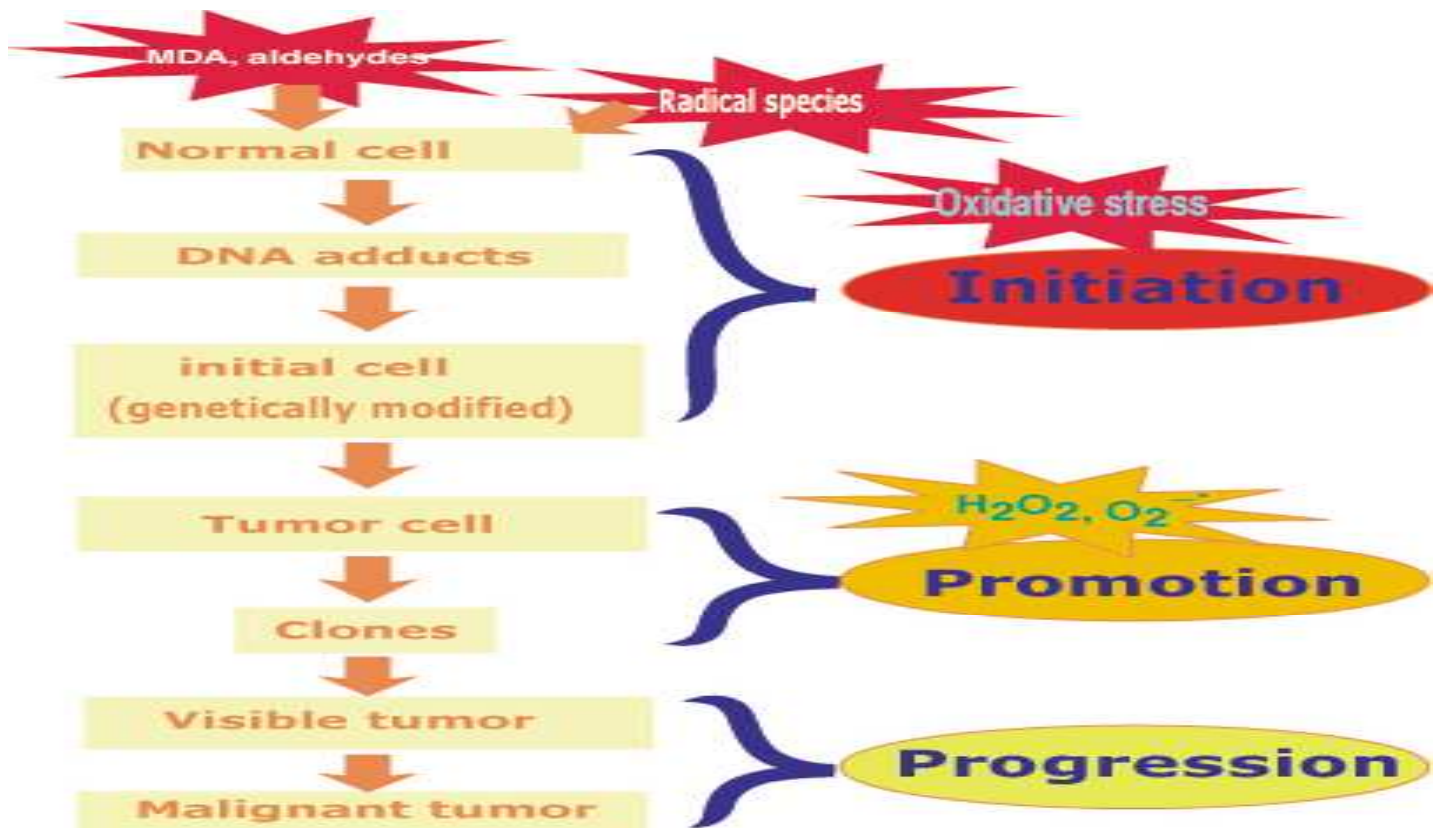 MDA, aldehydes
Radical species
Normal cell
Oxidative stress
DNA adducts
Initiation
initial cell
(genetically modified)
H2O2, O2−•
Tumor cell
Promotion
Clones
Visible tumor
Progression
Malignant tumor